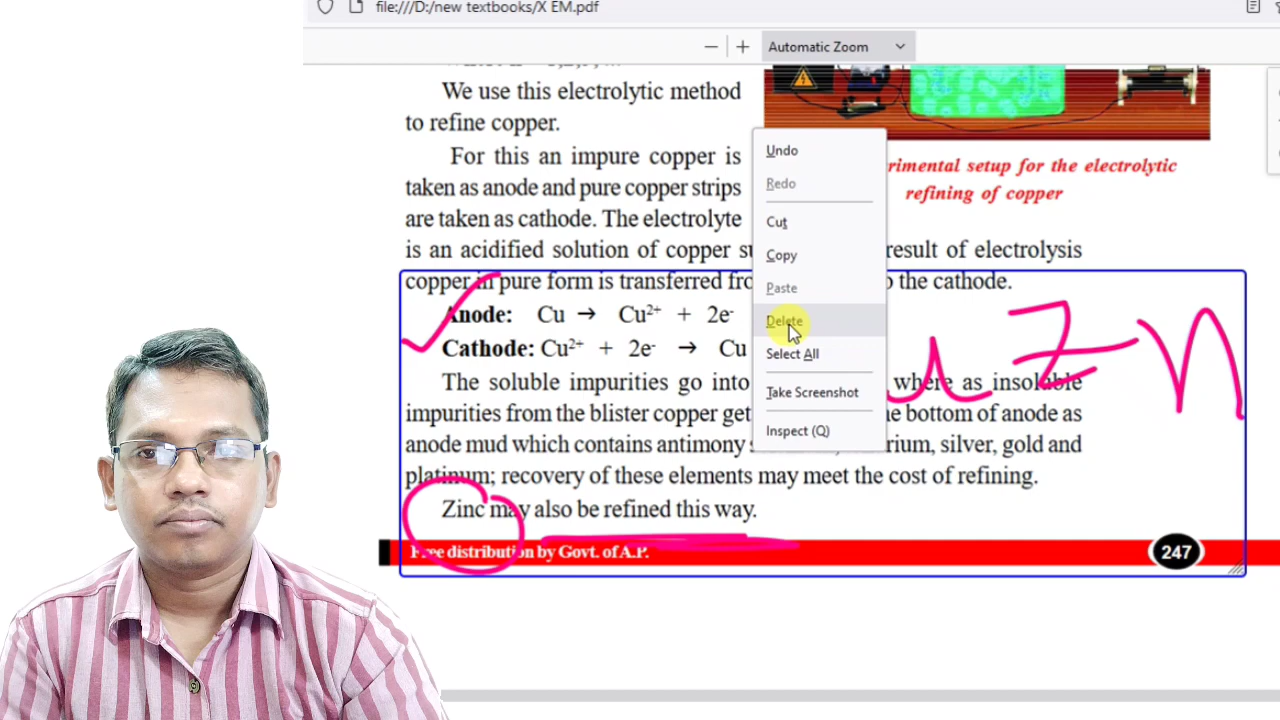 file:///D:/new textbooks/X EM.pdf
Automatic Zoom
We use this electrolytic method
to refine copper.
For this an impure copper is
taken as anode and pure copper strips
are taken as cathode. The electrolyte
is an acidified solution of copper su result of electrolysis
copper in pure form is transferred fro o the cathode.
Anode: Cu → Cu²⁺ + 2e⁻
Cathode: Cu²⁺ + 2e⁻ → Cu
The soluble impurities go into where as insoluble
impurities from the blister copper get e bottom of anode as
anode mud which contains antimony rium, silver, gold and
platinum; recovery of these elements may meet the cost of refining.
Zinc may also be refined this way.
Free distribution by Govt. of A.P.
247
rimental setup for the electrolytic
refining of copper
Undo
Redo
Cut
Copy
Paste
Delete
Select All
Take Screenshot
Inspect (Q)
u Zn